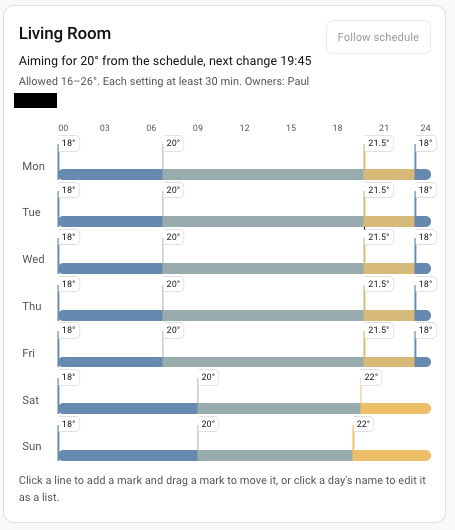 Living Room
Follow schedule
Aiming for 20° from the schedule, next change 19:45
Allowed 16–26°. Each setting at least 30 min. Owners: Paul
00 03 06 09 12 15 18 21 24
18° 20° 21.5° 18°
Mon
18° 20° 21.5° 18°
Tue
18° 20° 21.5° 18°
Wed
18° 20° 21.5° 18°
Thu
18° 20° 21.5° 18°
Fri
18° 20° 22°
Sat
18° 20° 22°
Sun
Click a line to add a mark and drag a mark to move it, or click a day's name to edit it
as a list.